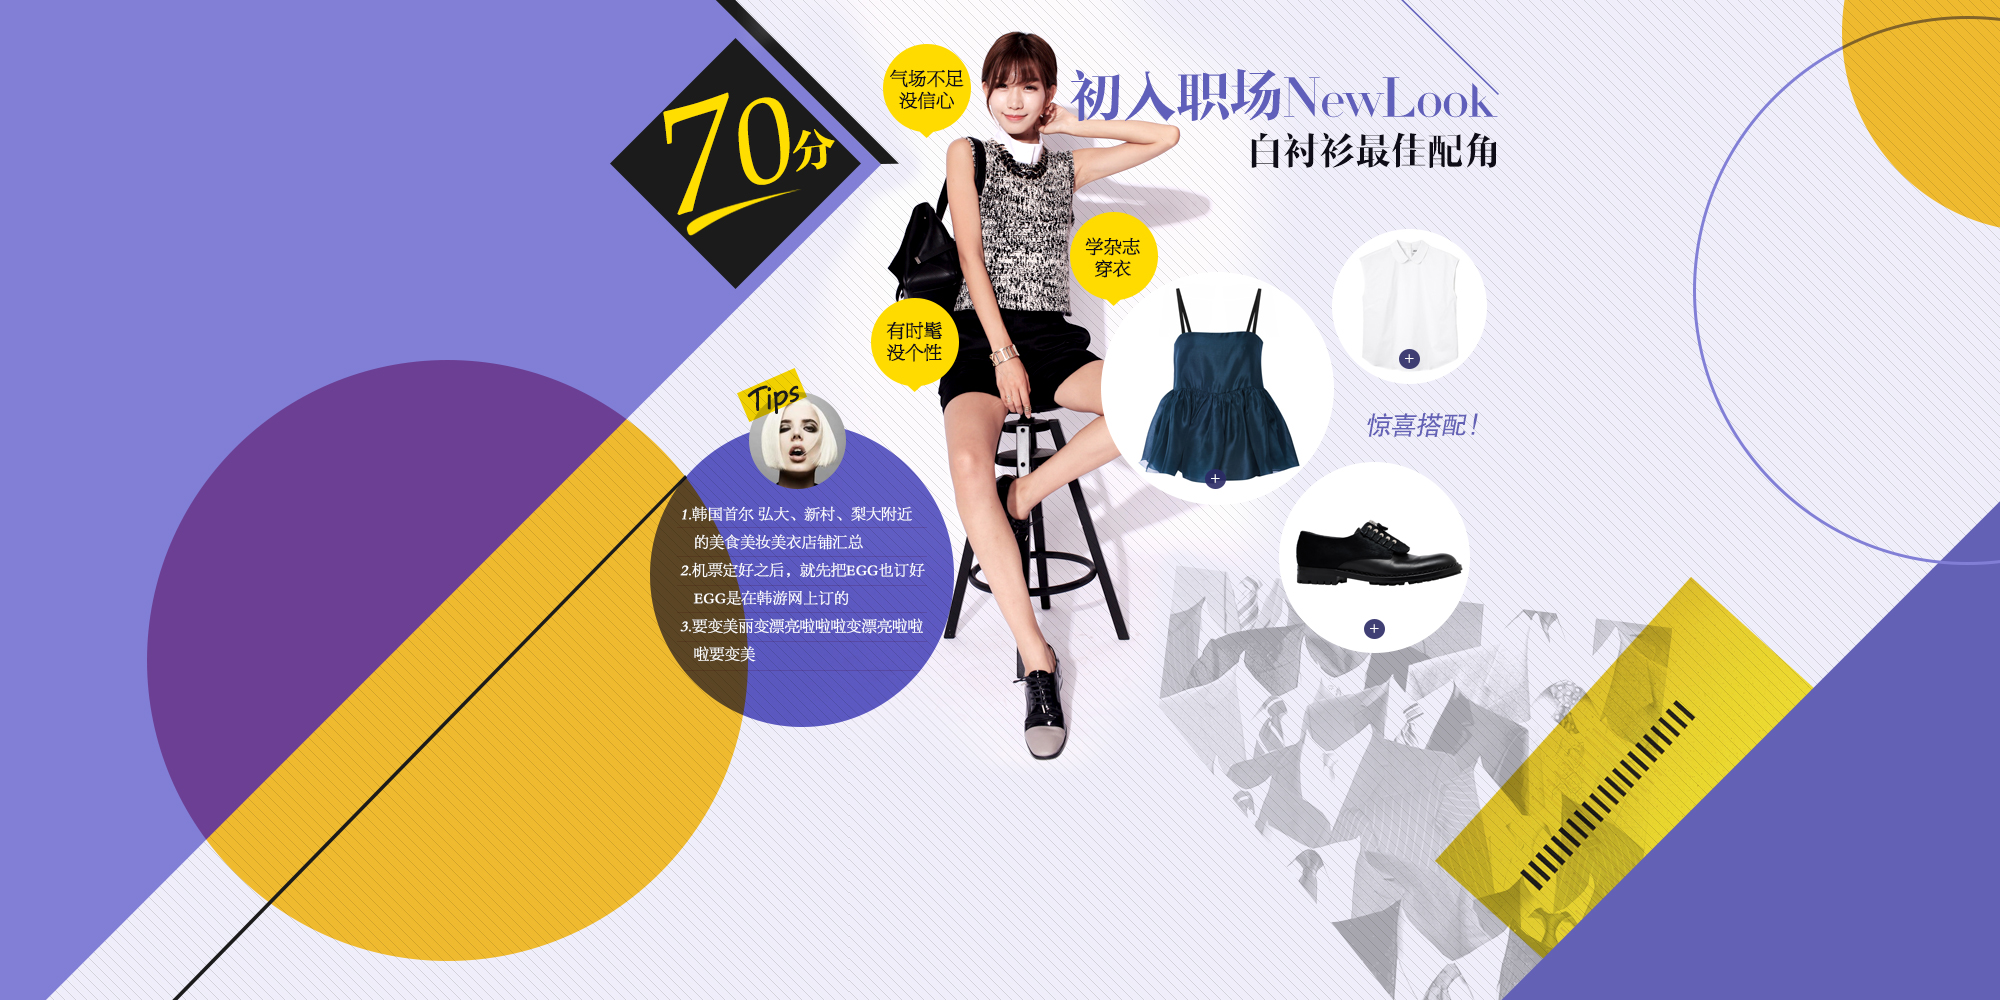 70分
气场不足
没信心
初入职场NewLook
白衬衫最佳配角
学杂志
穿衣
有时髦
没个性
惊喜搭配！
Tips
1.韩国首尔 弘大、新村、梨大附近
的美食美妆美衣店铺汇总
2.机票定好之后，就先把EGG也订好
EGG是在韩游网上订的
3.要变美丽变漂亮啦啦啦变漂亮啦啦
啦要变美